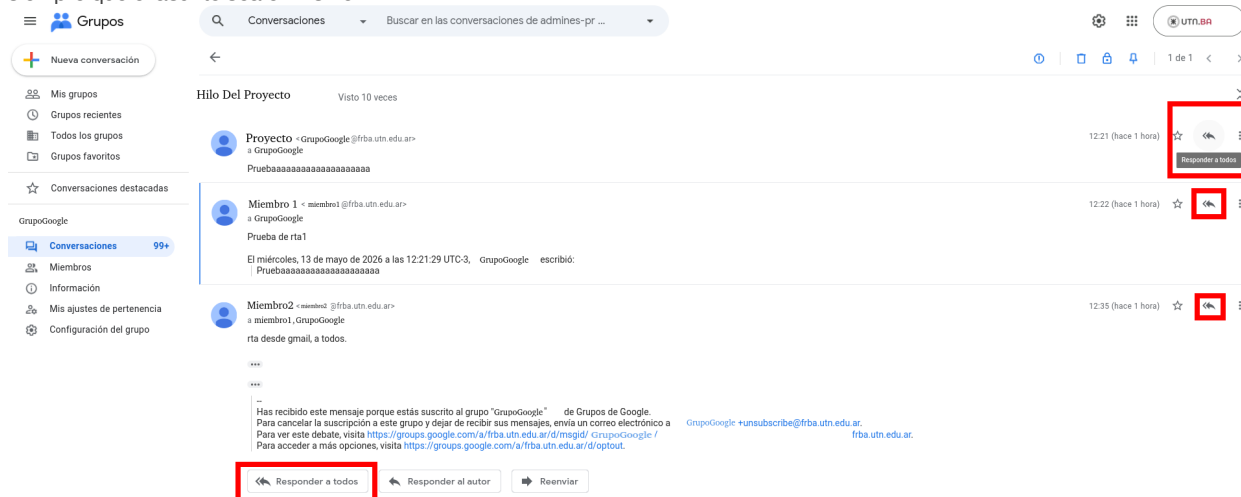 Grupos
Conversaciones
Buscar en las conversaciones de admines-pr ...
UTN.BA
Nueva conversación
1 de 1
Mis grupos
Grupos recientes
Todos los grupos
Grupos favoritos
Conversaciones destacadas
GrupoGoogle
Conversaciones 99+
Miembros
Información
Mis ajustes de pertenencia
Configuración del grupo
Hilo Del Proyecto Visto 10 veces
Proyecto <GrupoGoogle@frba.utn.edu.ar> 12:21 (hace 1 hora)
a GrupoGoogle
Responder a todos
Pruebaaaaaaaaaaaaaaaaaaaaa
Miembro 1 < miembro1@frba.utn.edu.ar> 12:22 (hace 1 hora)
a GrupoGoogle
Prueba de rta1
El miércoles, 13 de mayo de 2026 a las 12:21:29 UTC-3, GrupoGoogle escribió:
Pruebaaaaaaaaaaaaaaaaaaaaa
Miembro2 <miembro2 @frba.utn.edu.ar> 12:35 (hace 1 hora)
a miembro1,GrupoGoogle
rta desde gmail, a todos.
...
...
--
Has recibido este mensaje porque estás suscrito al grupo "GrupoGoogle" de Grupos de Google.
Para cancelar la suscripción a este grupo y dejar de recibir sus mensajes, envía un correo electrónico a GrupoGoogle +unsubscribe@frba.utn.edu.ar.
Para ver este debate, visita https://groups.google.com/a/frba.utn.edu.ar/d/msgid/ GrupoGoogle / frba.utn.edu.ar.
Para acceder a más opciones, visita https://groups.google.com/a/frba.utn.edu.ar/d/optout.
Responder a todos
Responder al autor
Reenviar